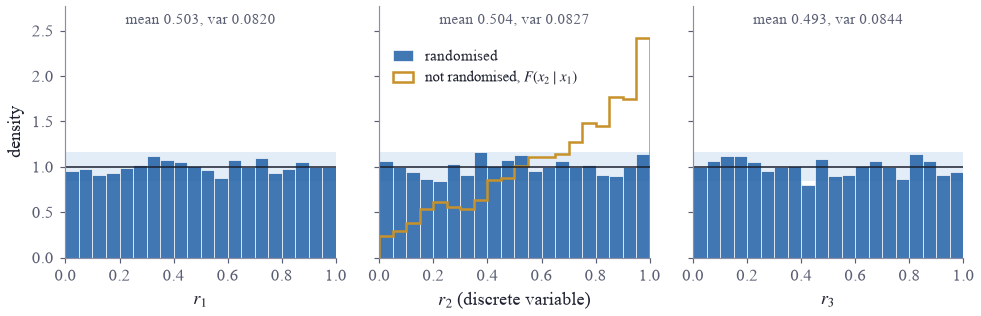 mean 0.503, var 0.0820
mean 0.504, var 0.0827
mean 0.493, var 0.0844
density
2.5
2.0
1.5
1.0
0.5
0.0
randomised
not randomised, F(x₂ | x₁)
0.0 0.2 0.4 0.6 0.8 1.0
0.0 0.2 0.4 0.6 0.8 1.0
0.0 0.2 0.4 0.6 0.8 1.0
r₁
r₂ (discrete variable)
r₃